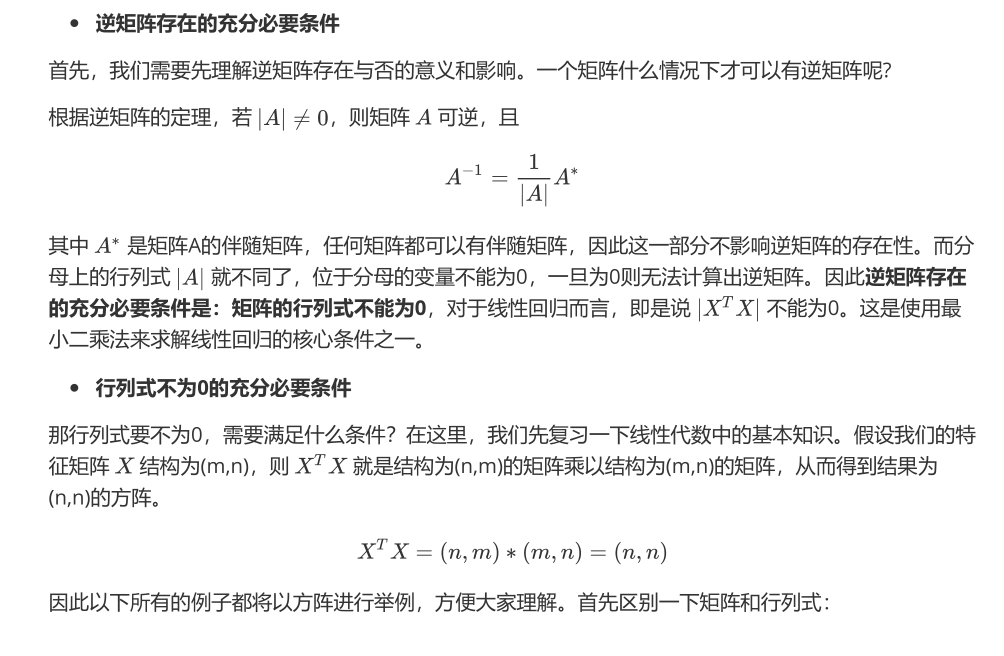 • 逆矩阵存在的充分必要条件
首先，我们需要先理解逆矩阵存在与否的意义和影响。一个矩阵什么情况下才可以有逆矩阵呢?
根据逆矩阵的定理，若 |A| ≠ 0，则矩阵 A 可逆，且
A⁻¹ = 1/|A| A*
其中 A* 是矩阵A的伴随矩阵，任何矩阵都可以有伴随矩阵，因此这一部分不影响逆矩阵的存在性。而分
母上的行列式 |A| 就不同了，位于分母的变量不能为0，一旦为0则无法计算出逆矩阵。因此逆矩阵存在
的充分必要条件是：矩阵的行列式不能为0，对于线性回归而言，即是说 |XᵀX| 不能为0。这是使用最
小二乘法来求解线性回归的核心条件之一。
• 行列式不为0的充分必要条件
那行列式要不为0，需要满足什么条件？在这里，我们先复习一下线性代数中的基本知识。假设我们的特
征矩阵 X 结构为(m,n)，则 XᵀX 就是结构为(n,m)的矩阵乘以结构为(m,n)的矩阵，从而得到结果为
(n,n)的方阵。
XᵀX = (n, m) * (m, n) = (n, n)
因此以下所有的例子都将以方阵进行举例，方便大家理解。首先区别一下矩阵和行列式：